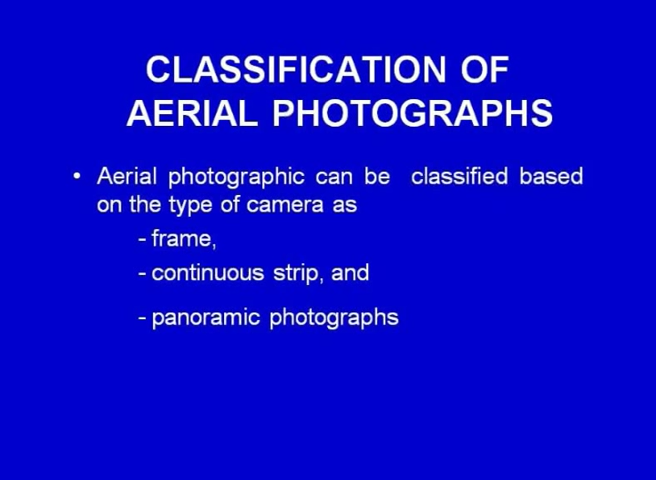 CLASSIFICATION OF
AERIAL PHOTOGRAPHS
• Aerial photographic can be classified based
on the type of camera as
- frame,
- continuous strip, and
- panoramic photographs